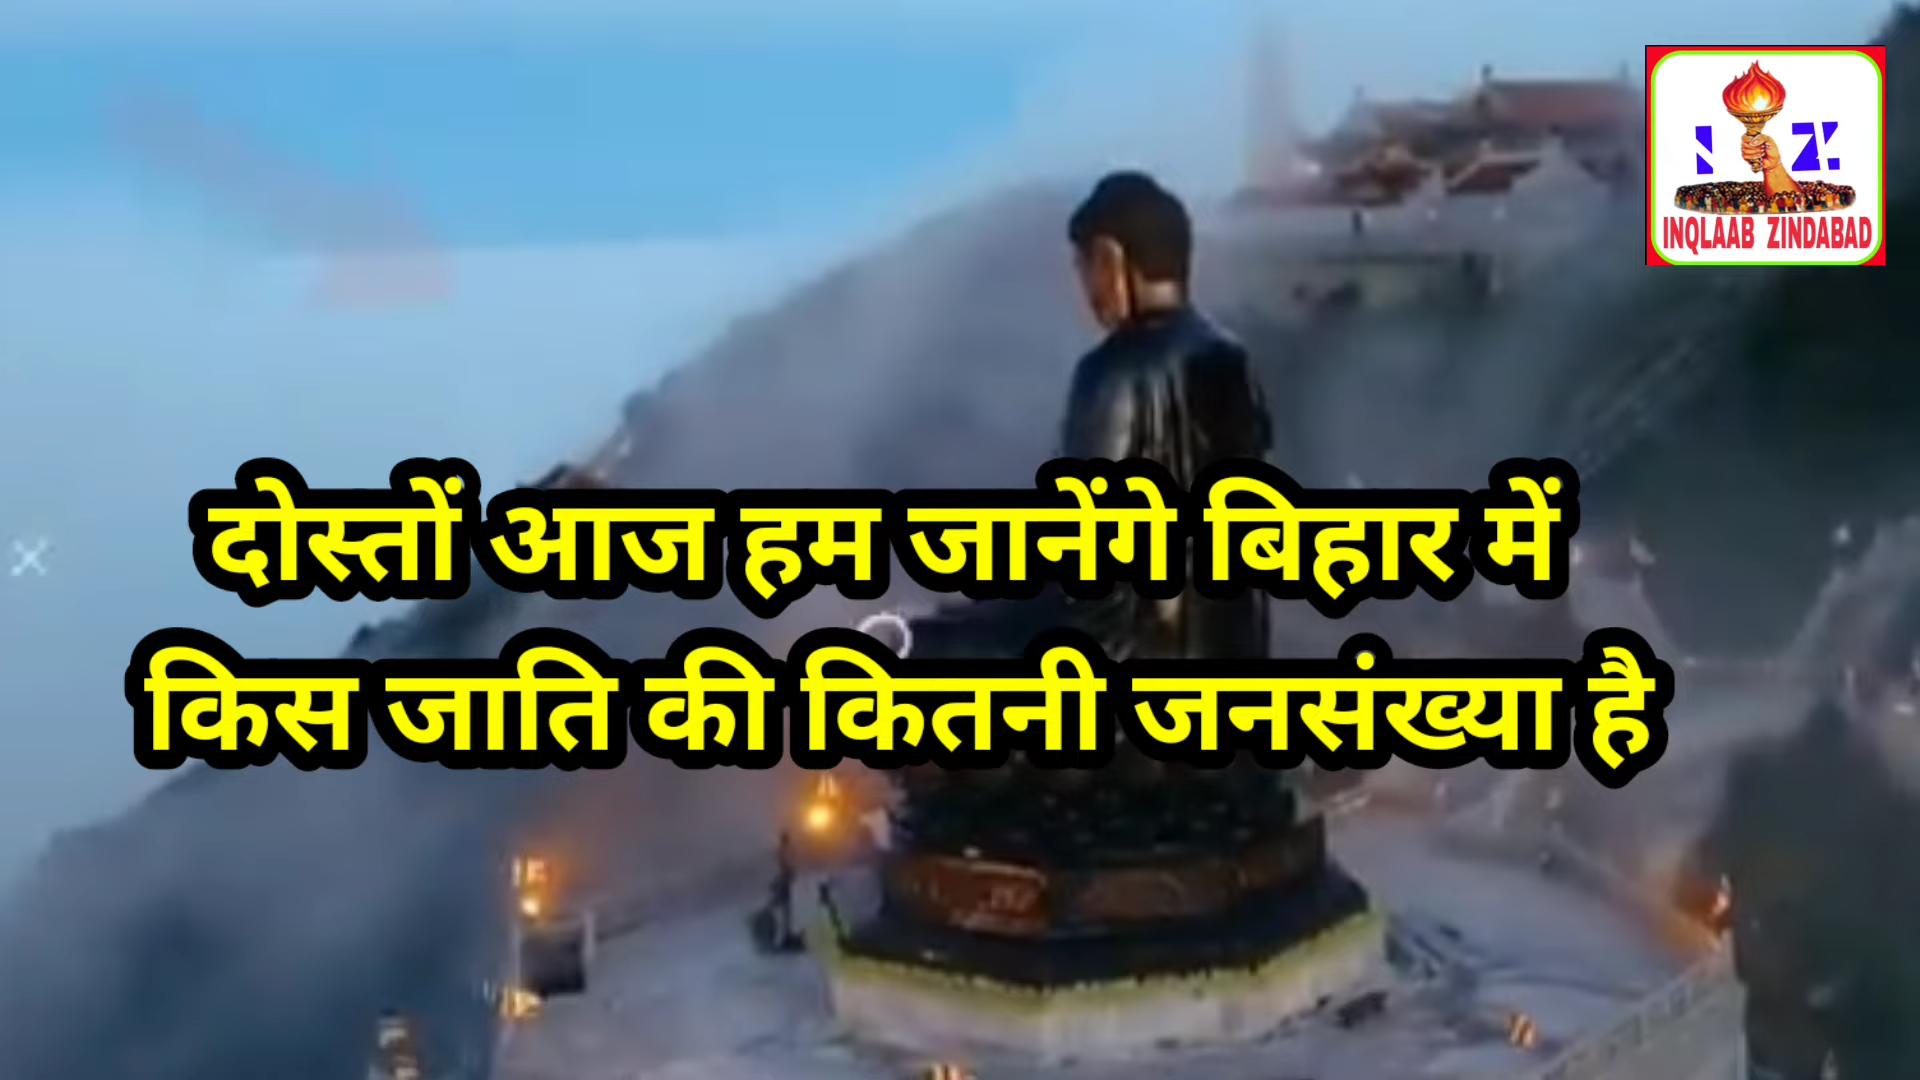 INQLAAB ZINDABAD
दोस्तों आज हम जानेंगे बिहार में
किस जाति की कितनी जनसंख्या है